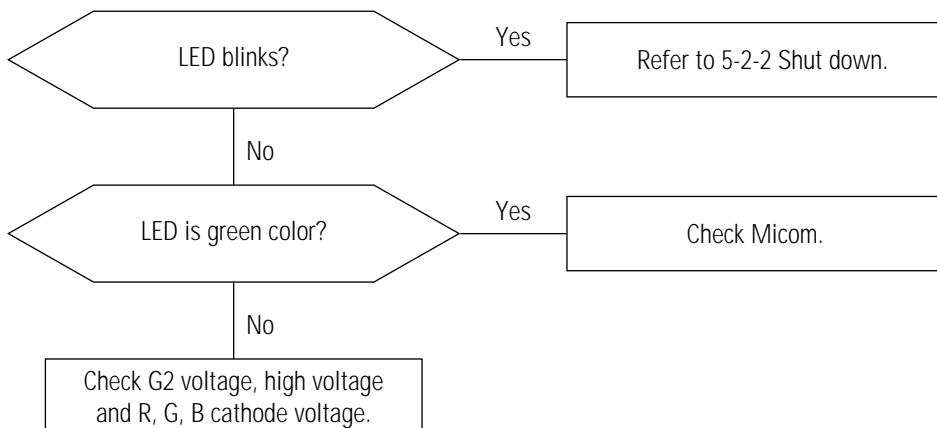 LED blinks?
Yes
Refer to 5-2-2 Shut down.
No
LED is green color?
Yes
Check Micom.
No
Check G2 voltage, high voltage
and R, G, B cathode voltage.